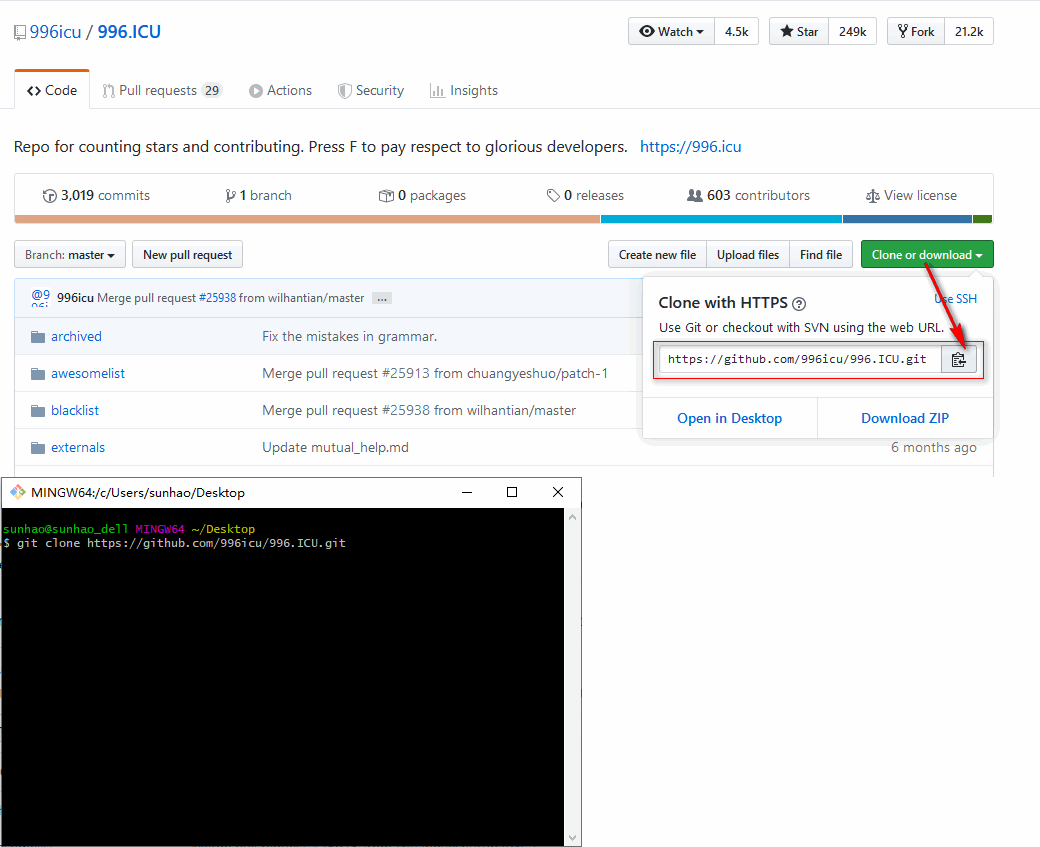 996icu / 996.ICU
Watch 4.5k Star 249k Fork 21.2k
Code Pull requests 29 Actions Security Insights
Repo for counting stars and contributing. Press F to pay respect to glorious developers. https://996.icu
3,019 commits 1 branch 0 packages 0 releases 603 contributors View license
Branch: master New pull request Create new file Upload files Find file Clone or download
996icu Merge pull request #25938 from wilhantian/master ...
archived Fix the mistakes in grammar.
awesomelist Merge pull request #25913 from chuangyeshuo/patch-1
blacklist Merge pull request #25938 from wilhantian/master
externals Update mutual_help.md 6 months ago
Clone with HTTPS Use SSH
Use Git or checkout with SVN using the web URL.
https://github.com/996icu/996.ICU.git
Open in Desktop Download ZIP
MINGW64:/c/Users/sunhao/Desktop
sunhao@sunhao_dell MINGW64 ~/Desktop
$ git clone https://github.com/996icu/996.ICU.git